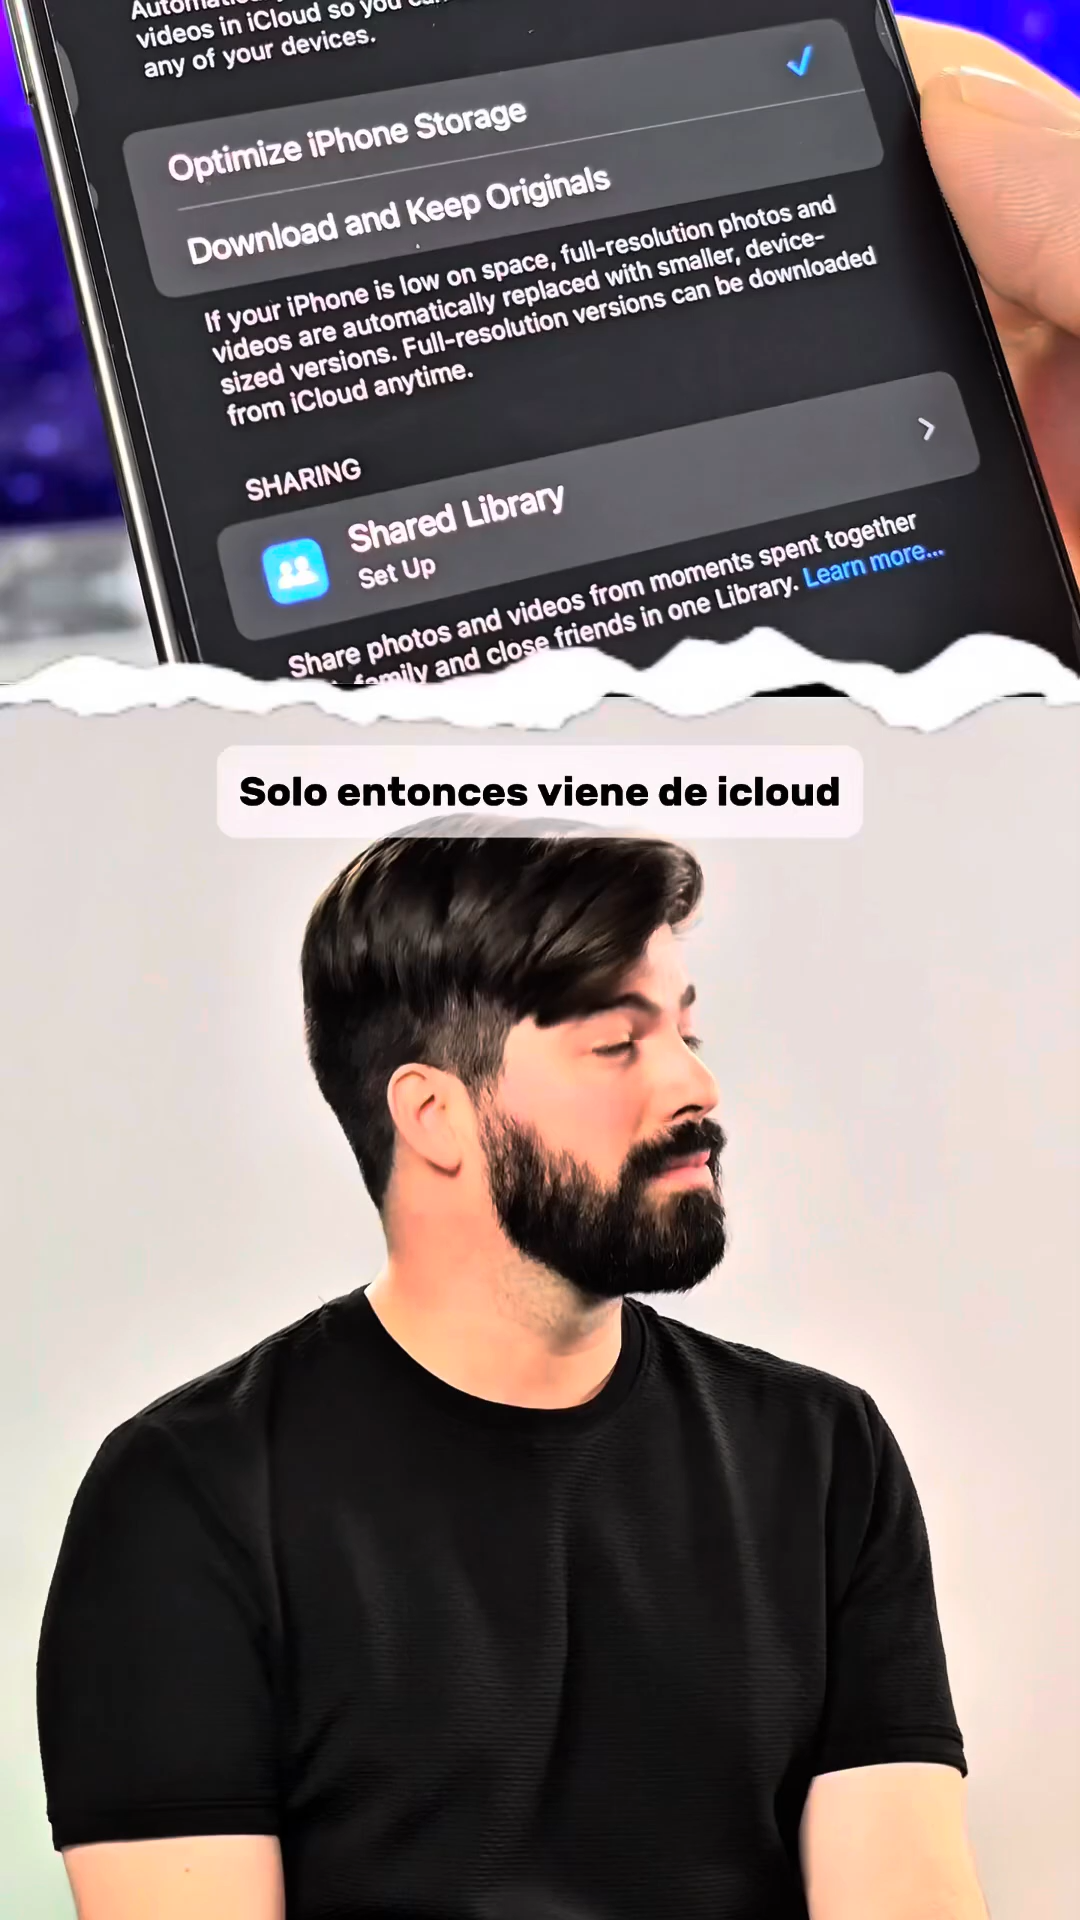 videos in iCloud so you
any of your devices.
Optimize iPhone Storage
Download and Keep Originals
If your iPhone is low on space, full-resolution photos and
videos are automatically replaced with smaller, device-
sized versions. Full-resolution versions can be downloaded
from iCloud anytime.
SHARING
Shared Library
Set Up
Share photos and videos from moments spent together
family and close friends in one Library. Learn more...
Solo entonces viene de icloud